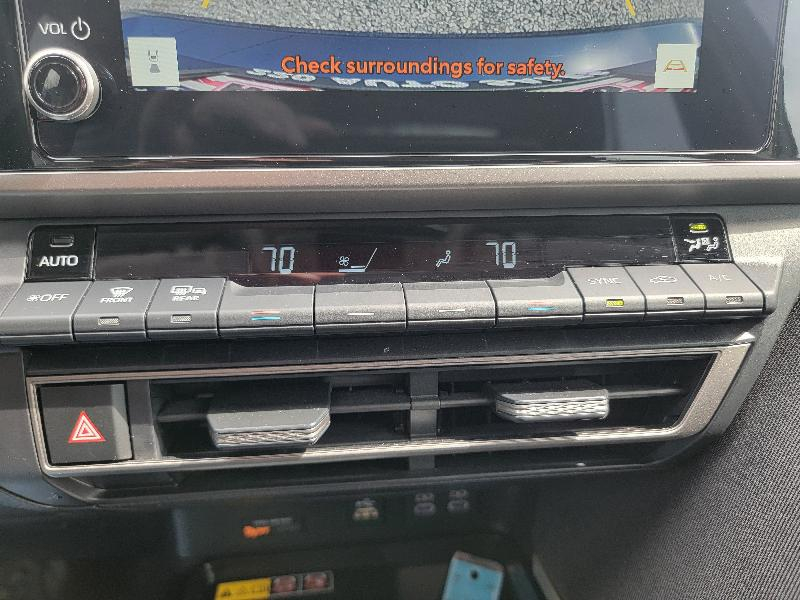 VOL
Check surroundings for safety.
AUTO
70
70
OFF
FRONT
REAR
SYNC
A/C